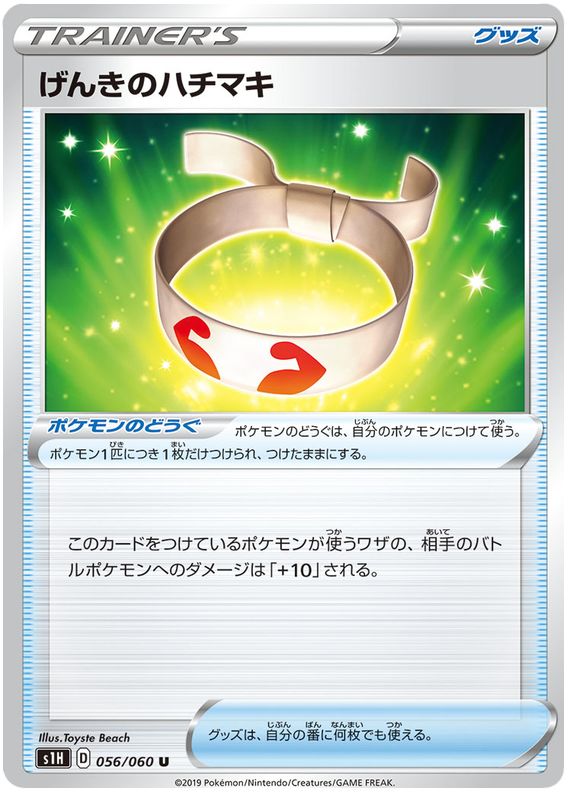 TRAINER'S グッズ
げんきのハチマキ
ポケモンのどうぐ ポケモンのどうぐは、自分のポケモンにつけて使う。
ポケモン1匹につき1枚だけつけられ、つけたままにする。
このカードをつけているポケモンが使うワザの、相手のバト
ルポケモンへのダメージは「+10」される。
グッズは、自分の番に何枚でも使える。
Illus.Toyste Beach
s1H D 056/060 U
©2019 Pokémon/Nintendo/Creatures/GAME FREAK.